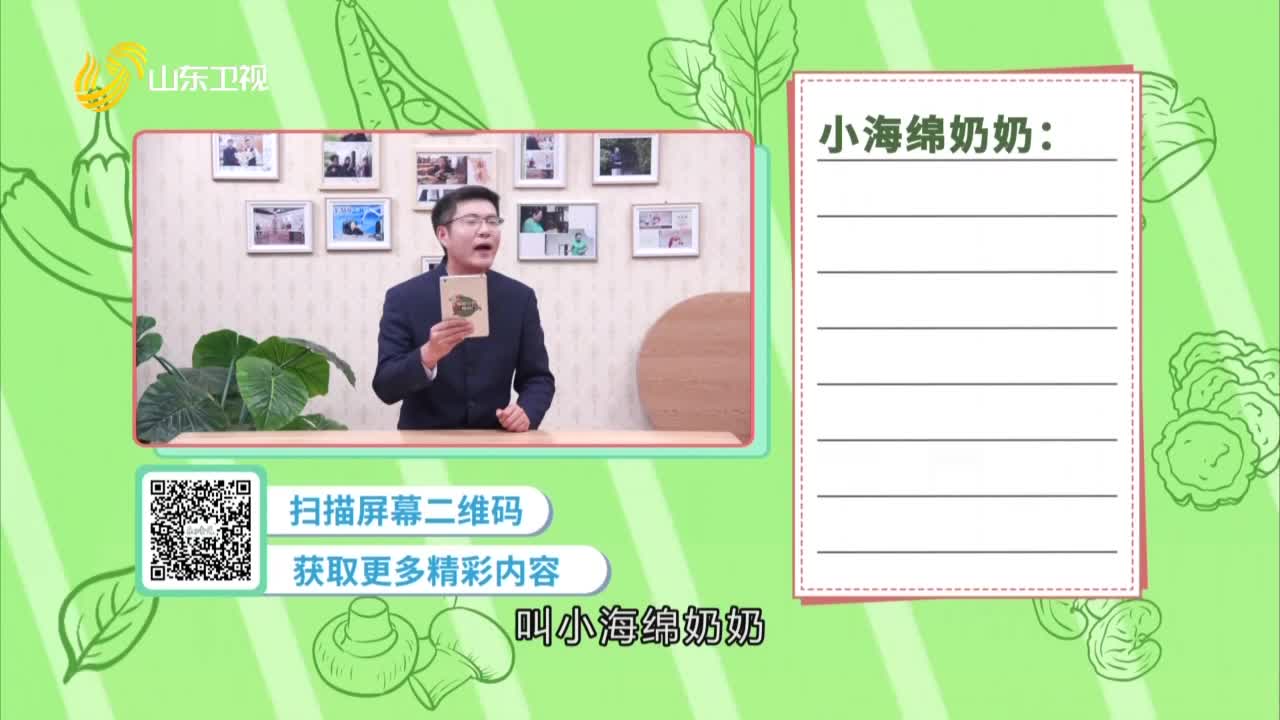 山东卫视
小海绵奶奶：
扫描屏幕二维码
获取更多精彩内容
叫小海绵奶奶